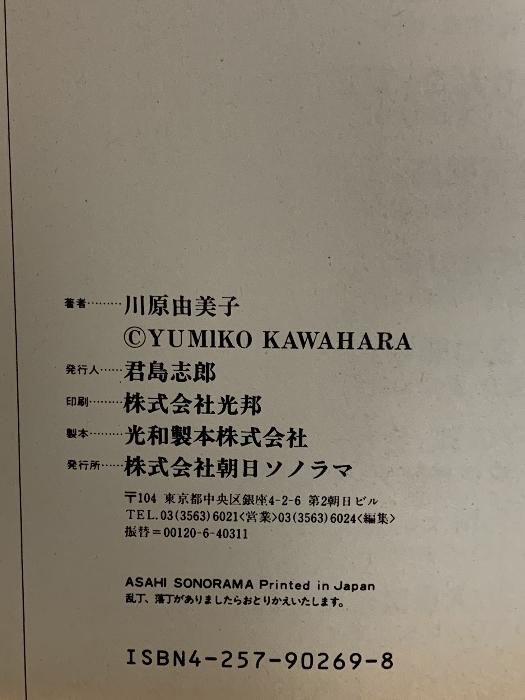 著者………川原由美子
©YUMIKO KAWAHARA
発行人……君島志郎
印刷………株式会社光邦
製本………光和製本株式会社
発行所……株式会社朝日ソノラマ
〒104 東京都中央区銀座4-2-6 第2朝日ビル
TEL.03(3563)6021<営業>03(3563)6024<編集>
振替=00120-6-40311
ASAHI SONORAMA Printed in Japan
乱丁、落丁がありましたらおとりかえいたします。
ISBN4-257-90269-8